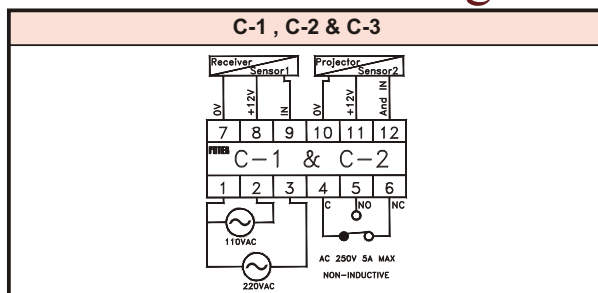 C-1 , C-2 & C-3
Receiver Projector
Sensor1 Sensor2
0V +12V IN 0V +12V And IN
7 8 9 10 11 12
C-1 & C-2
1 2 3 4 5 6
C NO NC
110VAC
AC 250V 5A MAX
220VAC
NON-INDUCTIVE